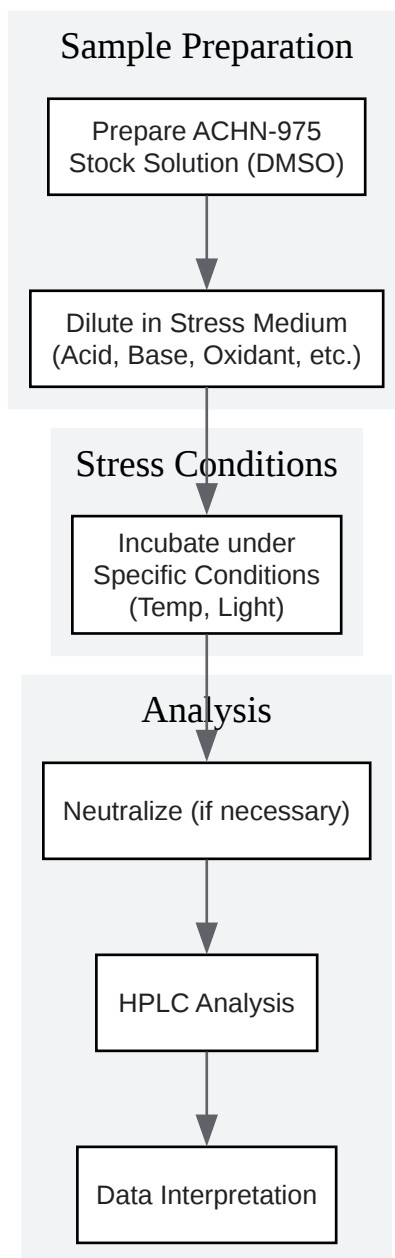 Sample Preparation
Prepare ACHN-975
Stock Solution (DMSO)
Dilute in Stress Medium
(Acid, Base, Oxidant, etc.)
Stress Conditions
Incubate under
Specific Conditions
(Temp, Light)
Analysis
Neutralize (if necessary)
HPLC Analysis
Data Interpretation